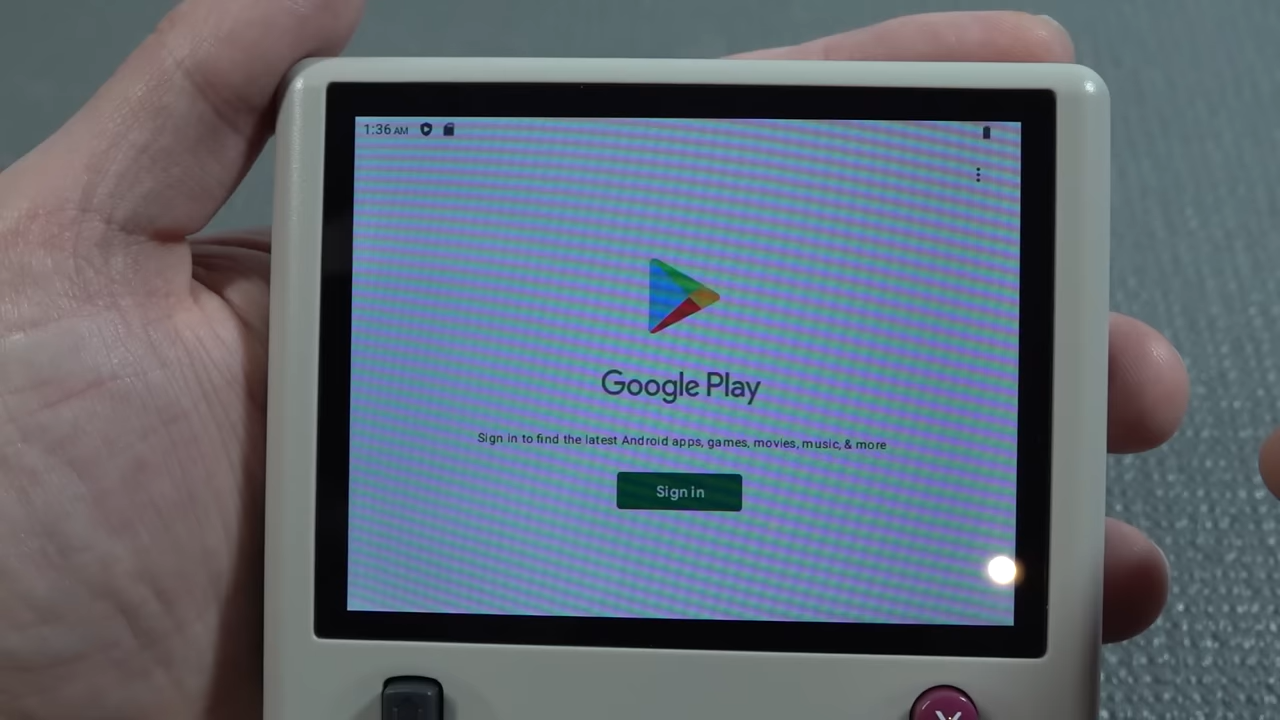 1:36 AM
Google Play
Sign in to find the latest Android apps, games, movies, music, & more
Sign in
X